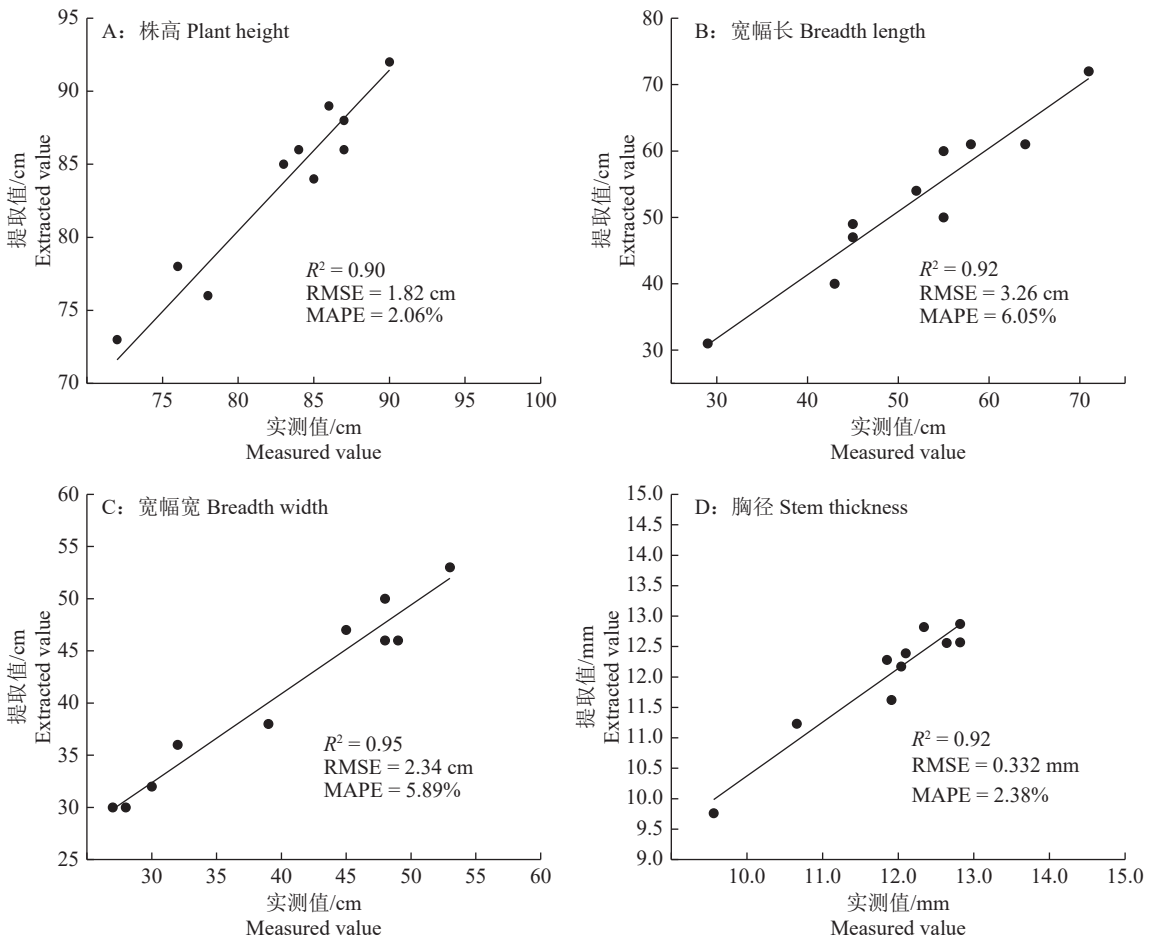 A：株高 Plant height
95
90
85
80
75
70
提取值/cm
Extracted value
R² = 0.90
RMSE = 1.82 cm
MAPE = 2.06%
75 80 85 90 95 100
实测值/cm
Measured value
B：宽幅长 Breadth length
80
70
60
50
40
30
提取值/cm
Extracted value
R² = 0.92
RMSE = 3.26 cm
MAPE = 6.05%
30 40 50 60 70
实测值/cm
Measured value
C：宽幅宽 Breadth width
60
55
50
45
40
35
30
25
提取值/cm
Extracted value
R² = 0.95
RMSE = 2.34 cm
MAPE = 5.89%
30 35 40 45 50 55 60
实测值/cm
Measured value
D：胸径 Stem thickness
15.0
14.5
14.0
13.5
13.0
12.5
12.0
11.5
11.0
10.5
10.0
9.5
9.0
提取值/mm
Extracted value
R² = 0.92
RMSE = 0.332 mm
MAPE = 2.38%
10.0 11.0 12.0 13.0 14.0 15.0
实测值/mm
Measured value